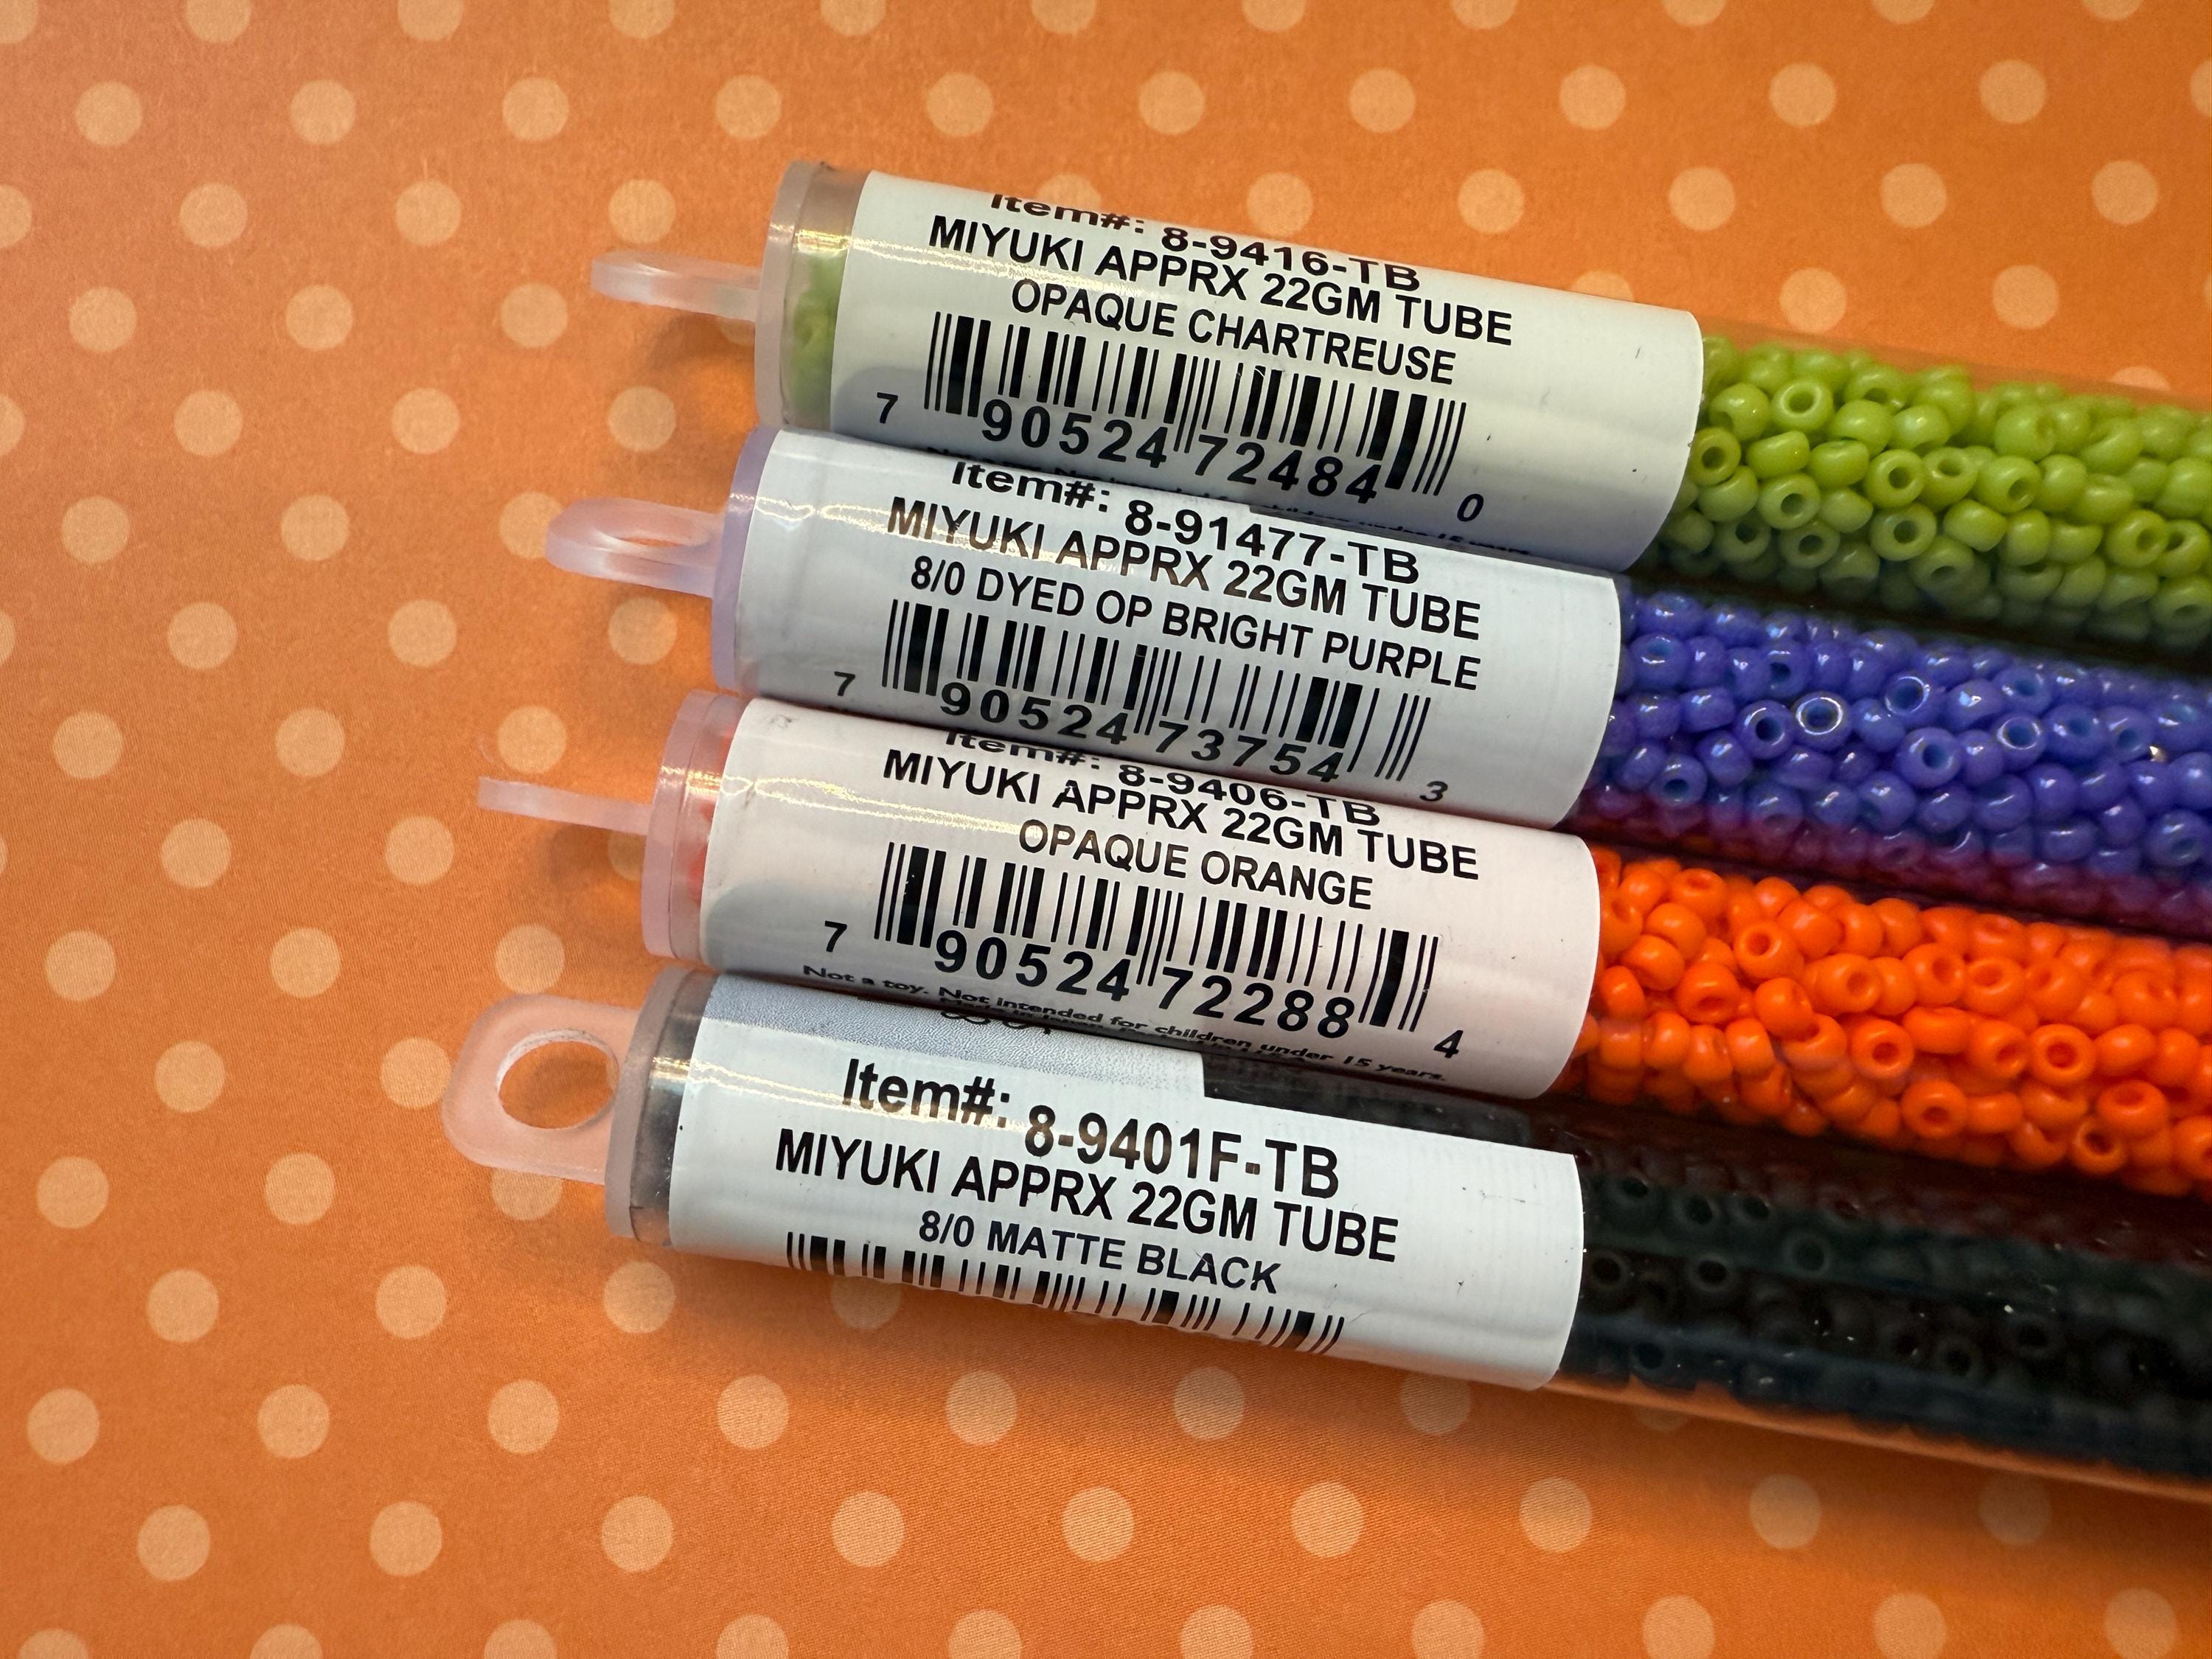 Item#: 8-9416-TB
MIYUKI APPRX 22GM TUBE
OPAQUE CHARTREUSE
7 90524 72484 0
Item#: 8-91477-TB
MIYUKI APPRX 22GM TUBE
8/0 DYED OP BRIGHT PURPLE
7 90524 73754 3
Item#: 8-9406-TB
MIYUKI APPRX 22GM TUBE
OPAQUE ORANGE
7 90524 72288 4
Not a toy. Not intended for children under 15 years.
Item#: 8-9401F-TB
MIYUKI APPRX 22GM TUBE
8/0 MATTE BLACK